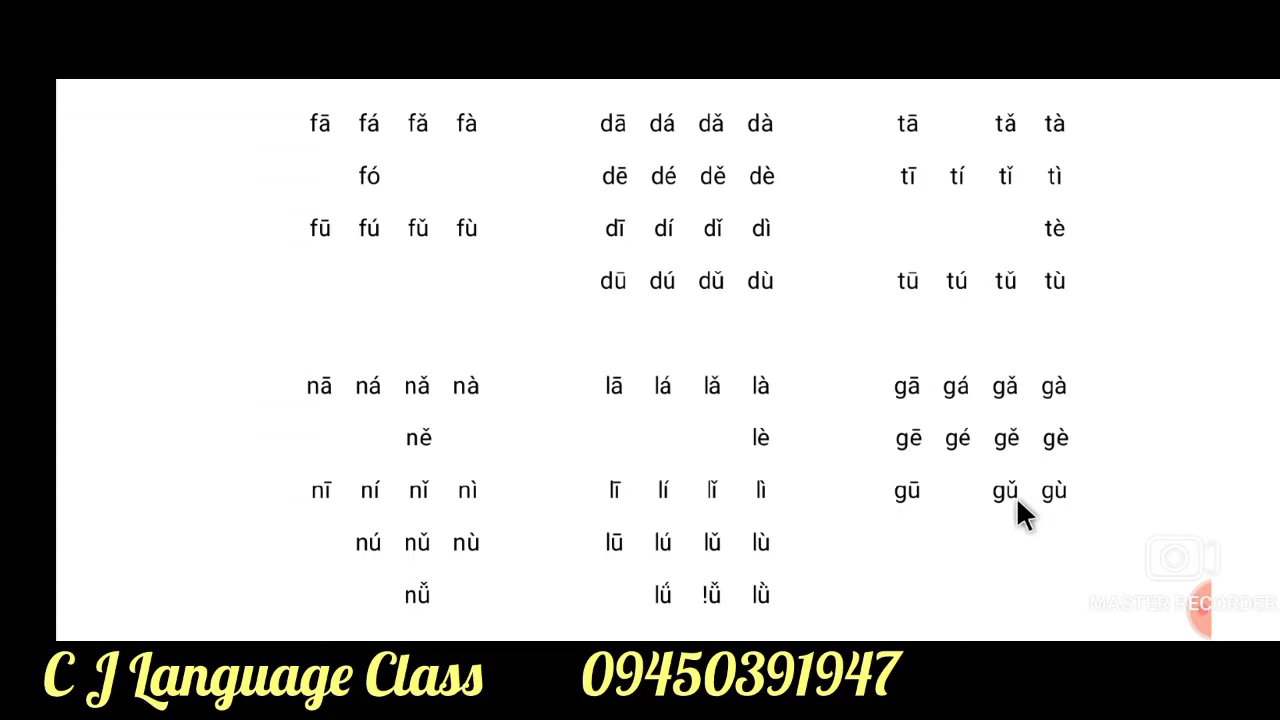 fā fá fǎ fà dā dá dǎ dà tā tǎ tà
fó dē dé dě dè tī tí tǐ tì
fū fú fǔ fù dī dí dǐ dì tè
dū dú dǔ dù tū tú tǔ tù
nā ná nǎ nà lā lá lǎ là gā gá gǎ gà
ně lè gē gé gě gè
nī ní nǐ nì lī lí lǐ lì gū gǔ gù
nú nǔ nù lū lú lǔ lù
nǚ lǘ !ǚ lǜ
MASTER RECORDER
C J Language Class 09450391947